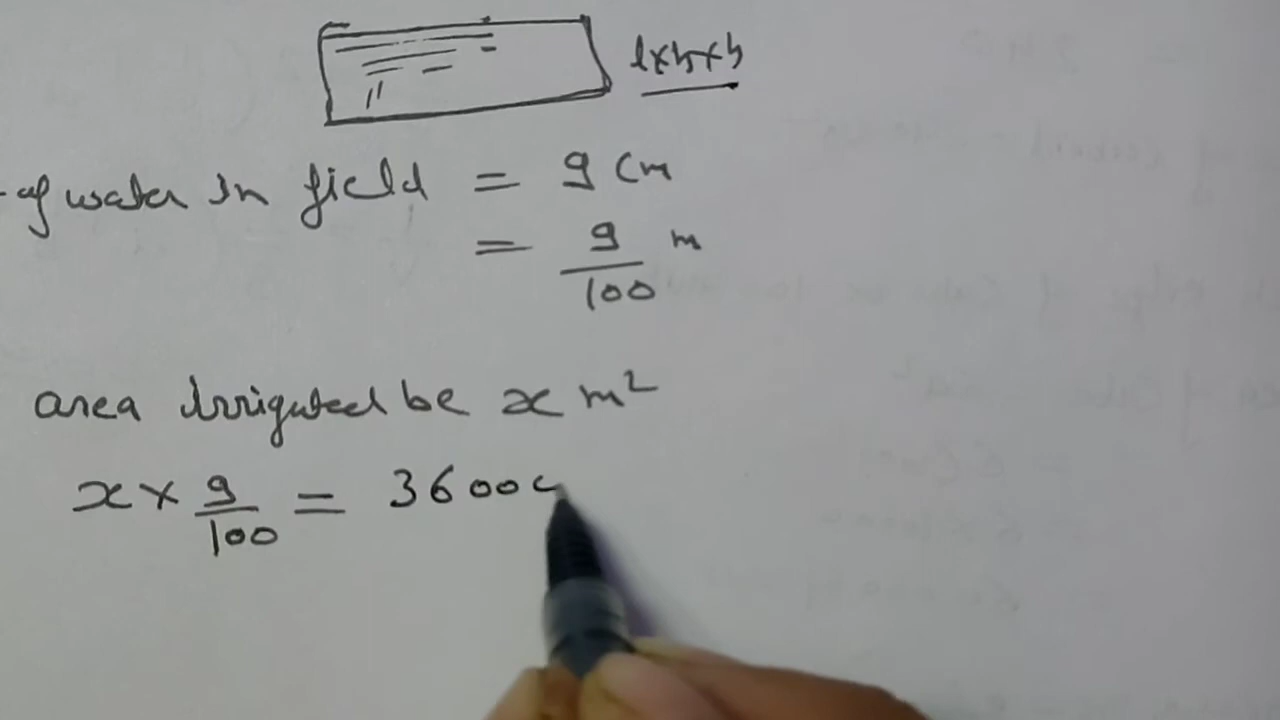 l×b×h
of water in field = 9 cm
= 9/100 m
area irrigated be x m²
x × 9/100 = 3600